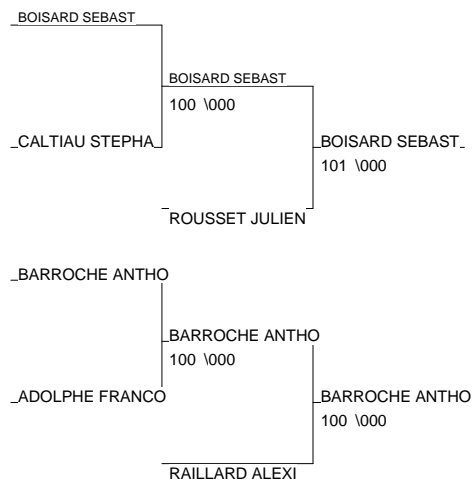 BOISARD SEBAST
BOISARD SEBAST
100 \000
CALTIAU STEPHA
BOISARD SEBAST
101 \000
ROUSSET JULIEN
BARROCHE ANTHO
BARROCHE ANTHO
100 \000
ADOLPHE FRANCO
BARROCHE ANTHO
100 \000
RAILLARD ALEXI